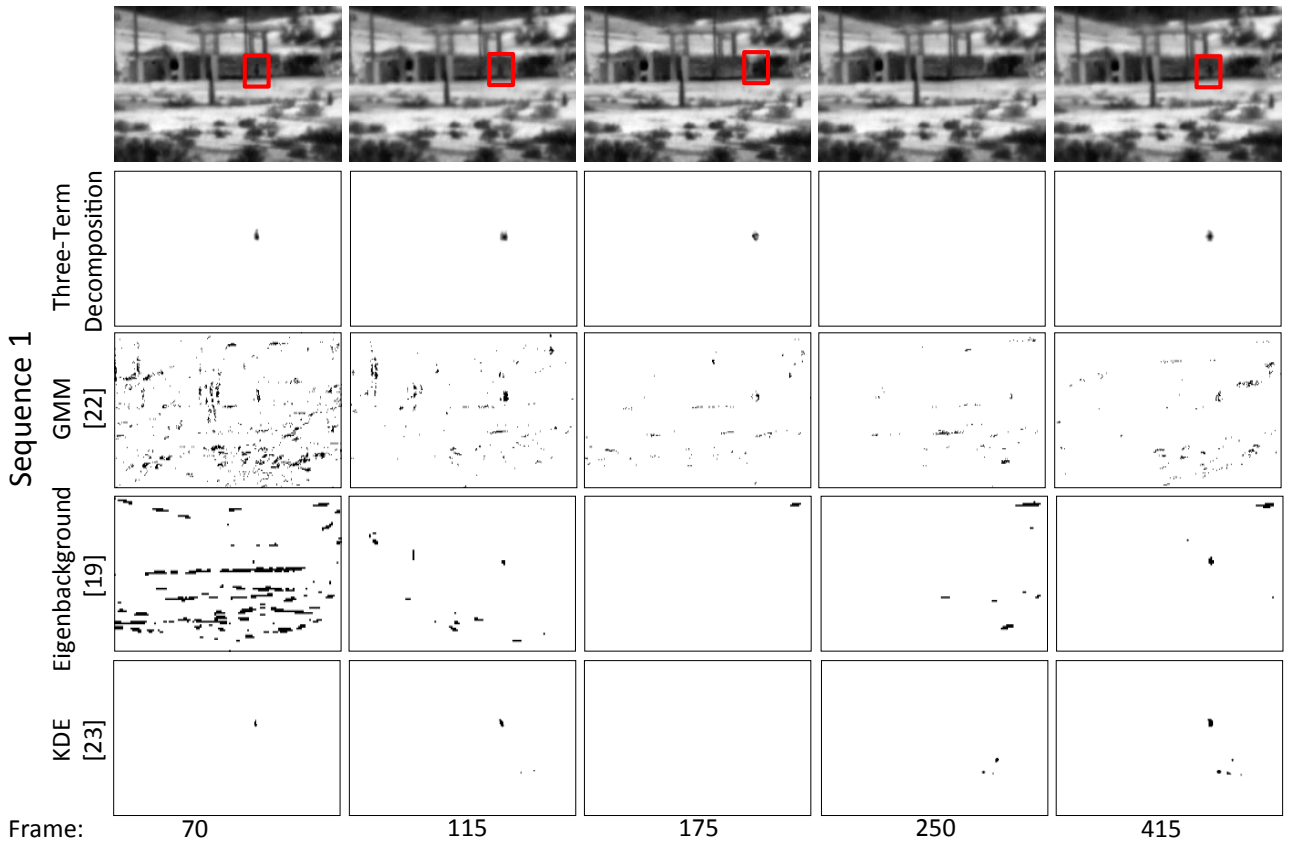 Sequence 1
Three-Term
Decomposition
GMM
[22]
Eigenbackground
[19]
KDE
[23]
Frame: 70 115 175 250 415